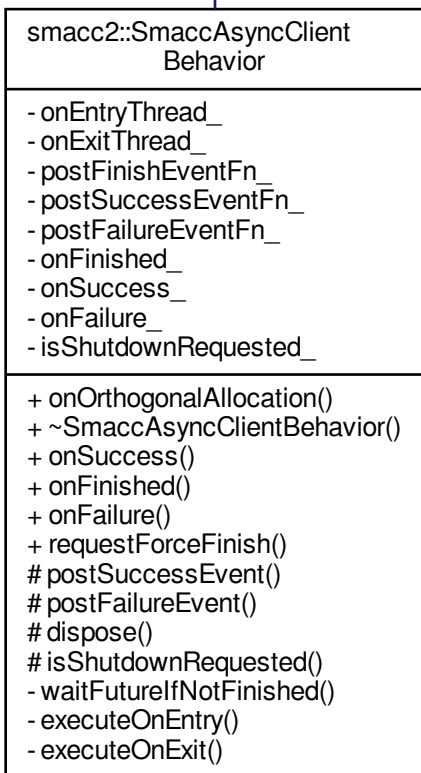 smacc2::SmaccAsyncClient
Behavior
- onEntryThread_
- onExitThread_
- postFinishEventFn_
- postSuccessEventFn_
- postFailureEventFn_
- onFinished_
- onSuccess_
- onFailure_
- isShutdownRequested_
+ onOrthogonalAllocation()
+ ~SmaccAsyncClientBehavior()
+ onSuccess()
+ onFinished()
+ onFailure()
+ requestForceFinish()
# postSuccessEvent()
# postFailureEvent()
# dispose()
# isShutdownRequested()
- waitFutureIfNotFinished()
- executeOnEntry()
- executeOnExit()